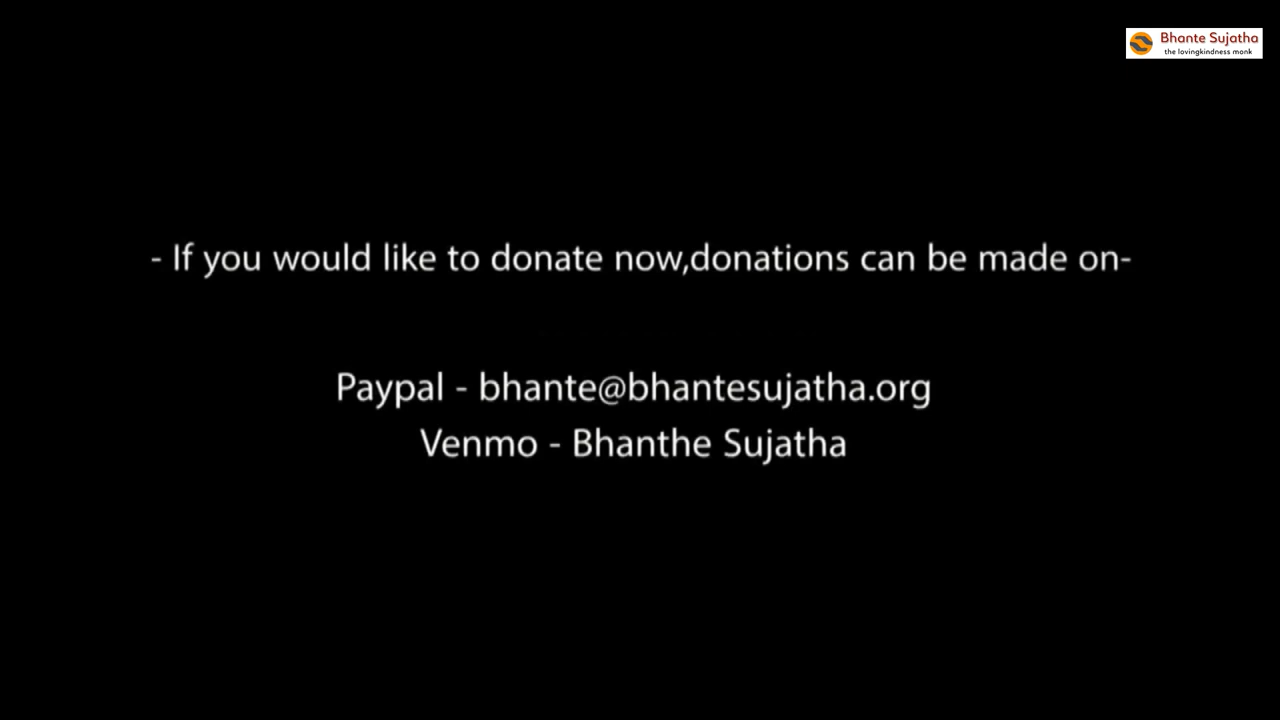 Bhante Sujatha
the lovingkindness monk
- If you would like to donate now,donations can be made on-
Paypal - bhante@bhantesujatha.org
Venmo - Bhanthe Sujatha